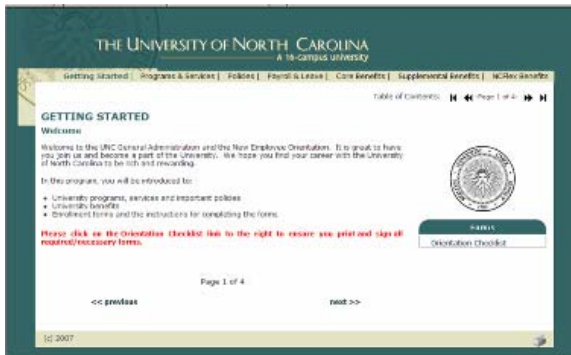 THE UNIVERSITY OF NORTH CAROLINA
A 16-campus university
Getting Started | Programs & Services | Policies | Payroll & Leave | Core Benefits | Supplemental Benefits | NCFlex Benefits
Table of Contents: Page 1 of 4
GETTING STARTED
Welcome
Welcome to the UNC General Administration and the New Employee Orientation. It is great to have
you join us and become a part of the University. We hope you find your career with the University
of North Carolina to be rich and rewarding.
In this program, you will be introduced to:
• University programs, services and important policies
• University benefits
• Enrollment forms and the instructions for completing the forms.
Please click on the Orientation Checklist link to the right to ensure you print and sign all
required/necessary forms.
Forms
Orientation Checklist
Page 1 of 4
<< previous
next >>
(c) 2007